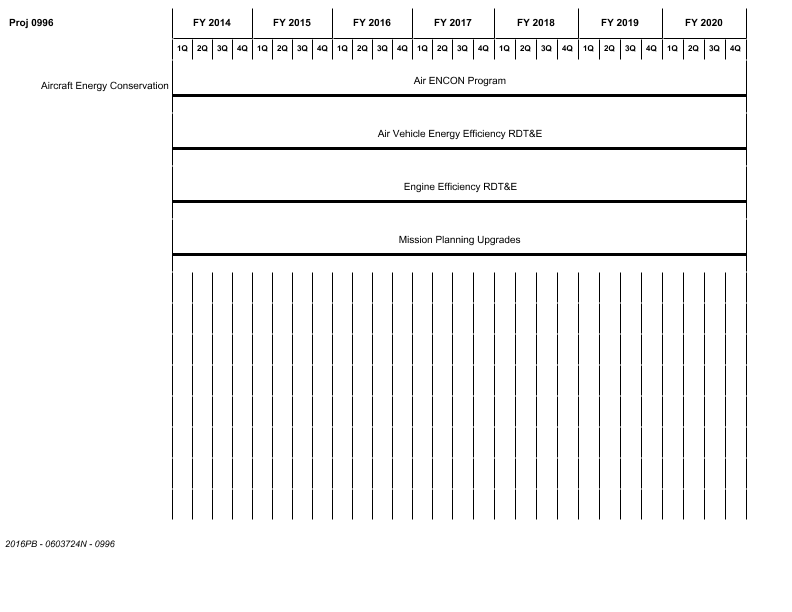 Proj 0996 FY 2014 FY 2015 FY 2016 FY 2017 FY 2018 FY 2019 FY 2020
1Q 2Q 3Q 4Q 1Q 2Q 3Q 4Q 1Q 2Q 3Q 4Q 1Q 2Q 3Q 4Q 1Q 2Q 3Q 4Q 1Q 2Q 3Q 4Q 1Q 2Q 3Q 4Q
Aircraft Energy Conservation Air ENCON Program
Air Vehicle Energy Efficiency RDT&E
Engine Efficiency RDT&E
Mission Planning Upgrades
2016PB - 0603724N - 0996